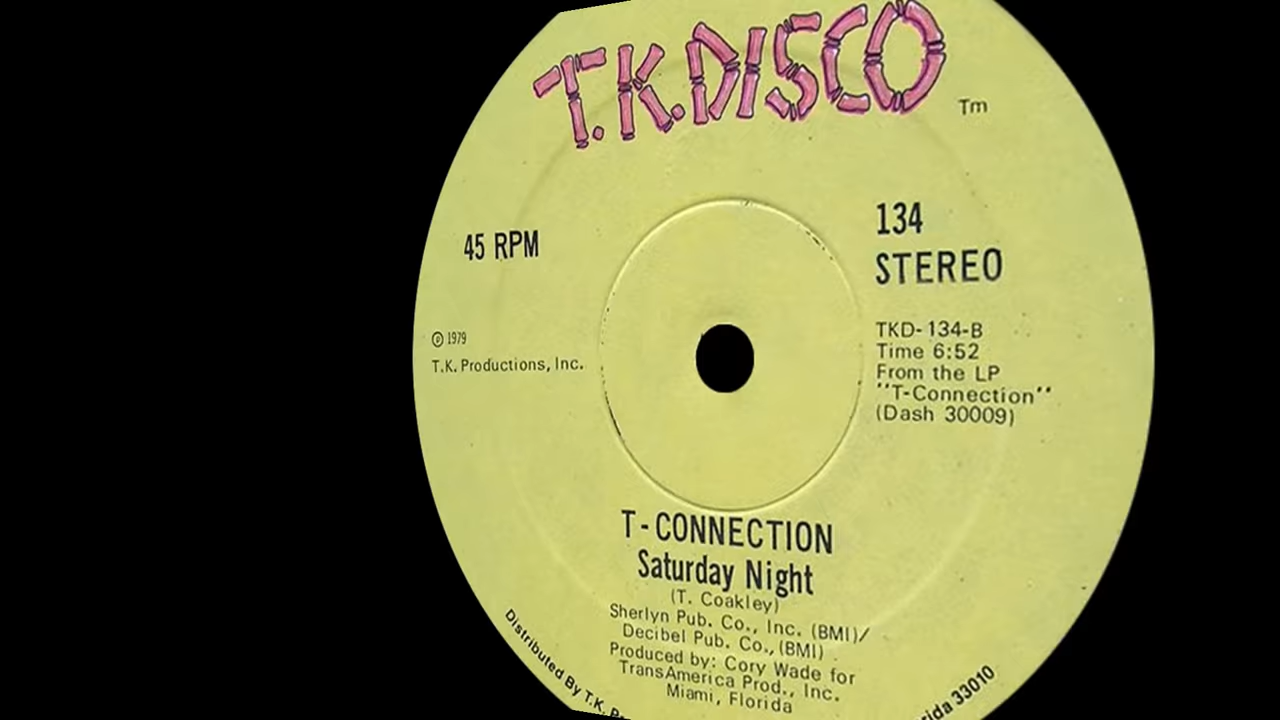 T.K.DISCO
Tm
45 RPM
134
STEREO
℗ 1979
T.K. Productions, Inc.
TKD-134-B
Time 6:52
From the LP
"T-Connection"
(Dash 30009)
T-CONNECTION
Saturday Night
(T. Coakley)
Sherlyn Pub. Co., Inc. (BMI)/
Decibel Pub. Co., (BMI)
Produced by: Cory Wade for
TransAmerica Prod., Inc.
Miami, Florida
Distributed By T.K.
33010